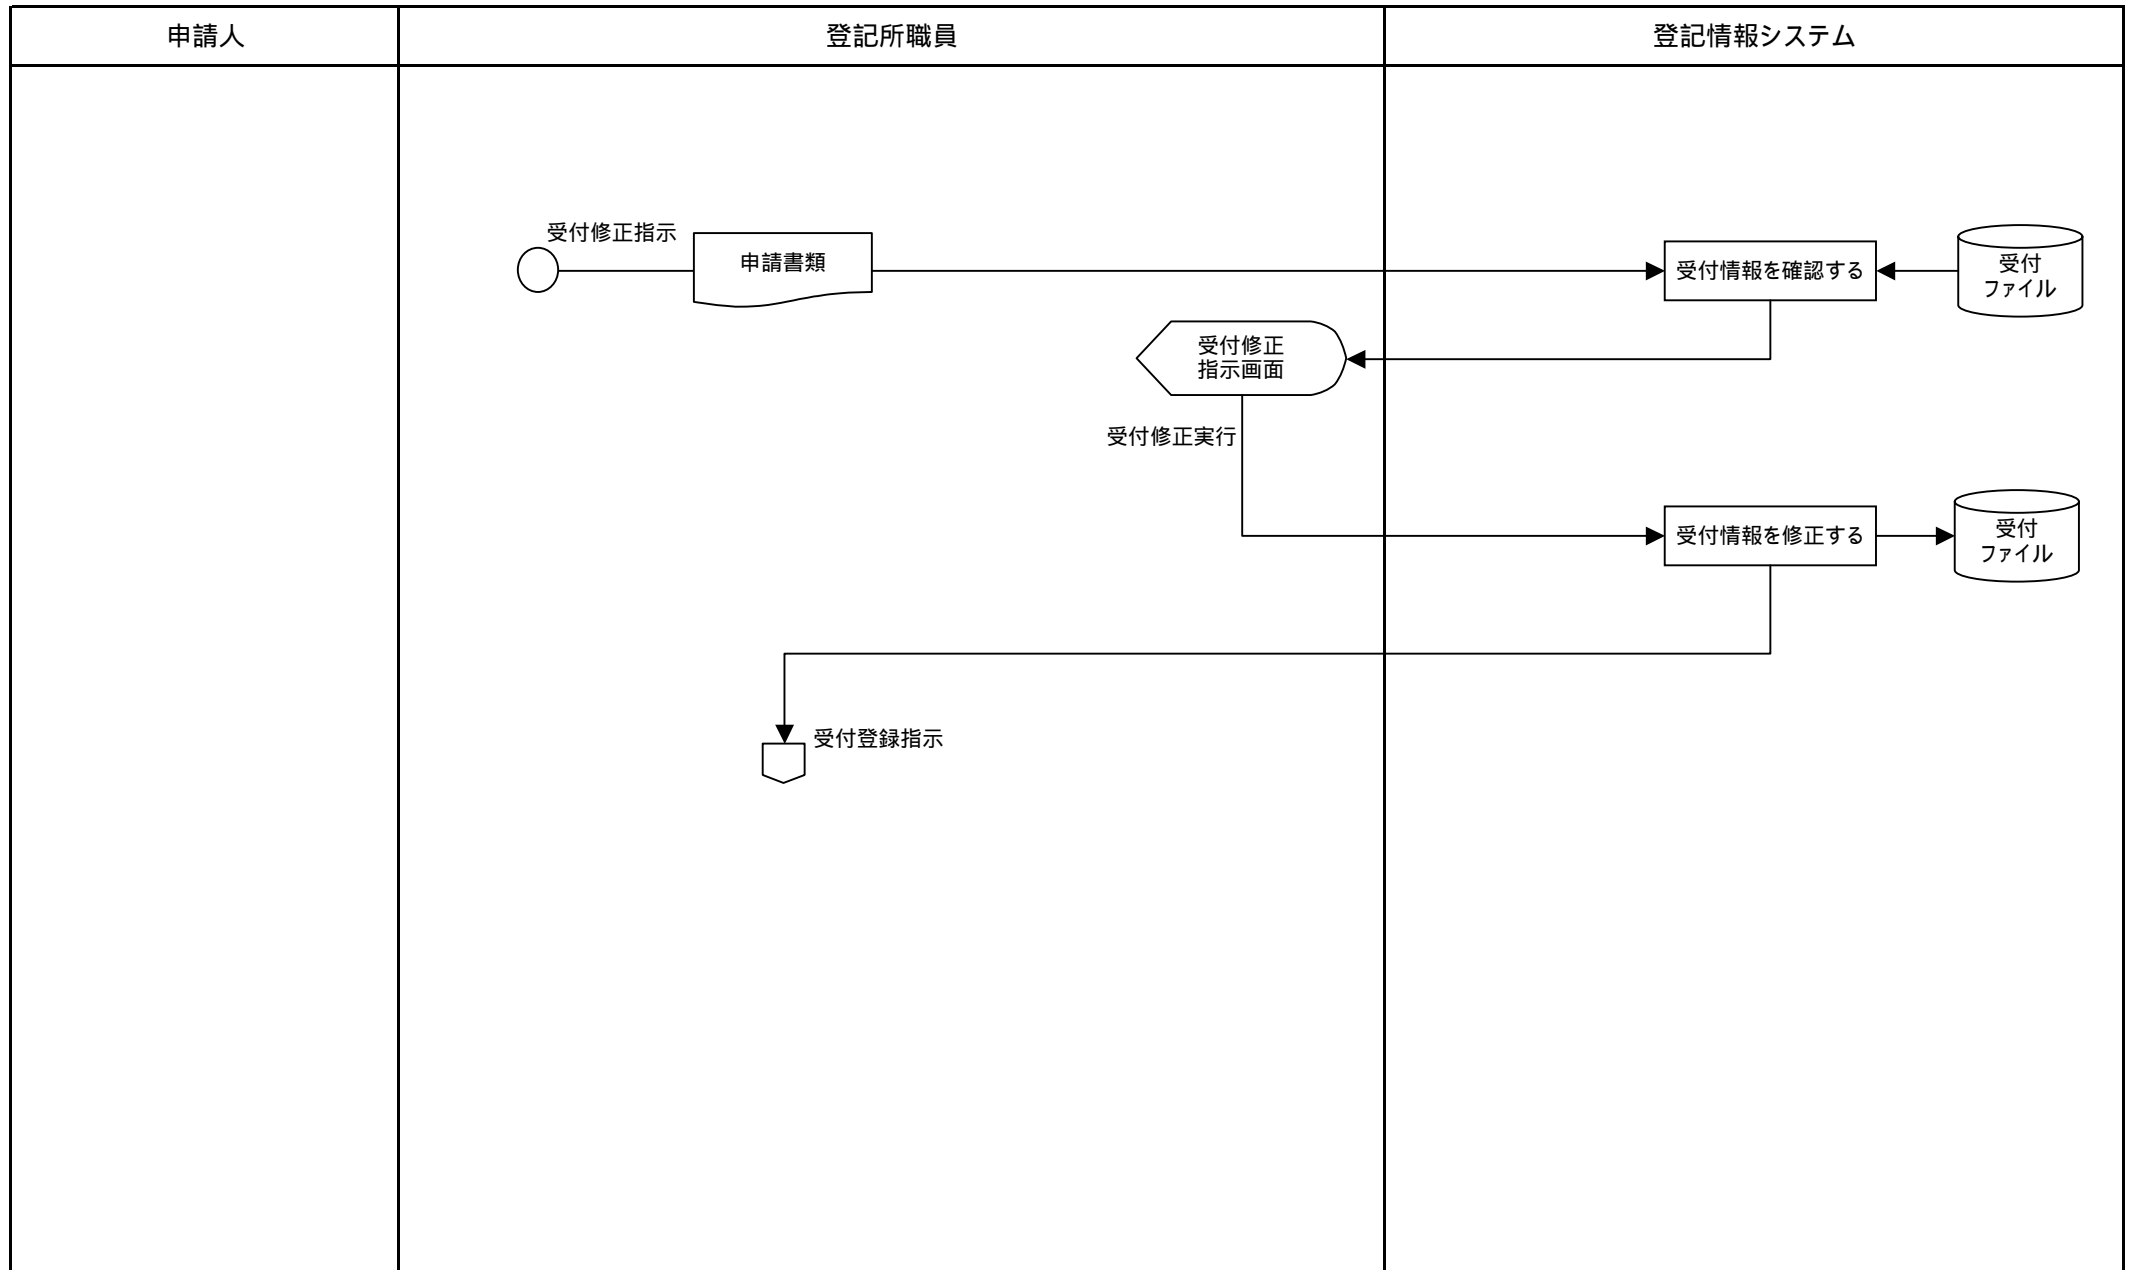 申請人
登記所職員
登記情報システム
受付修正指示
申請書類
受付情報を確認する
受付
ファイル
受付修正
指示画面
受付修正実行
受付情報を修正する
受付
ファイル
受付登録指示